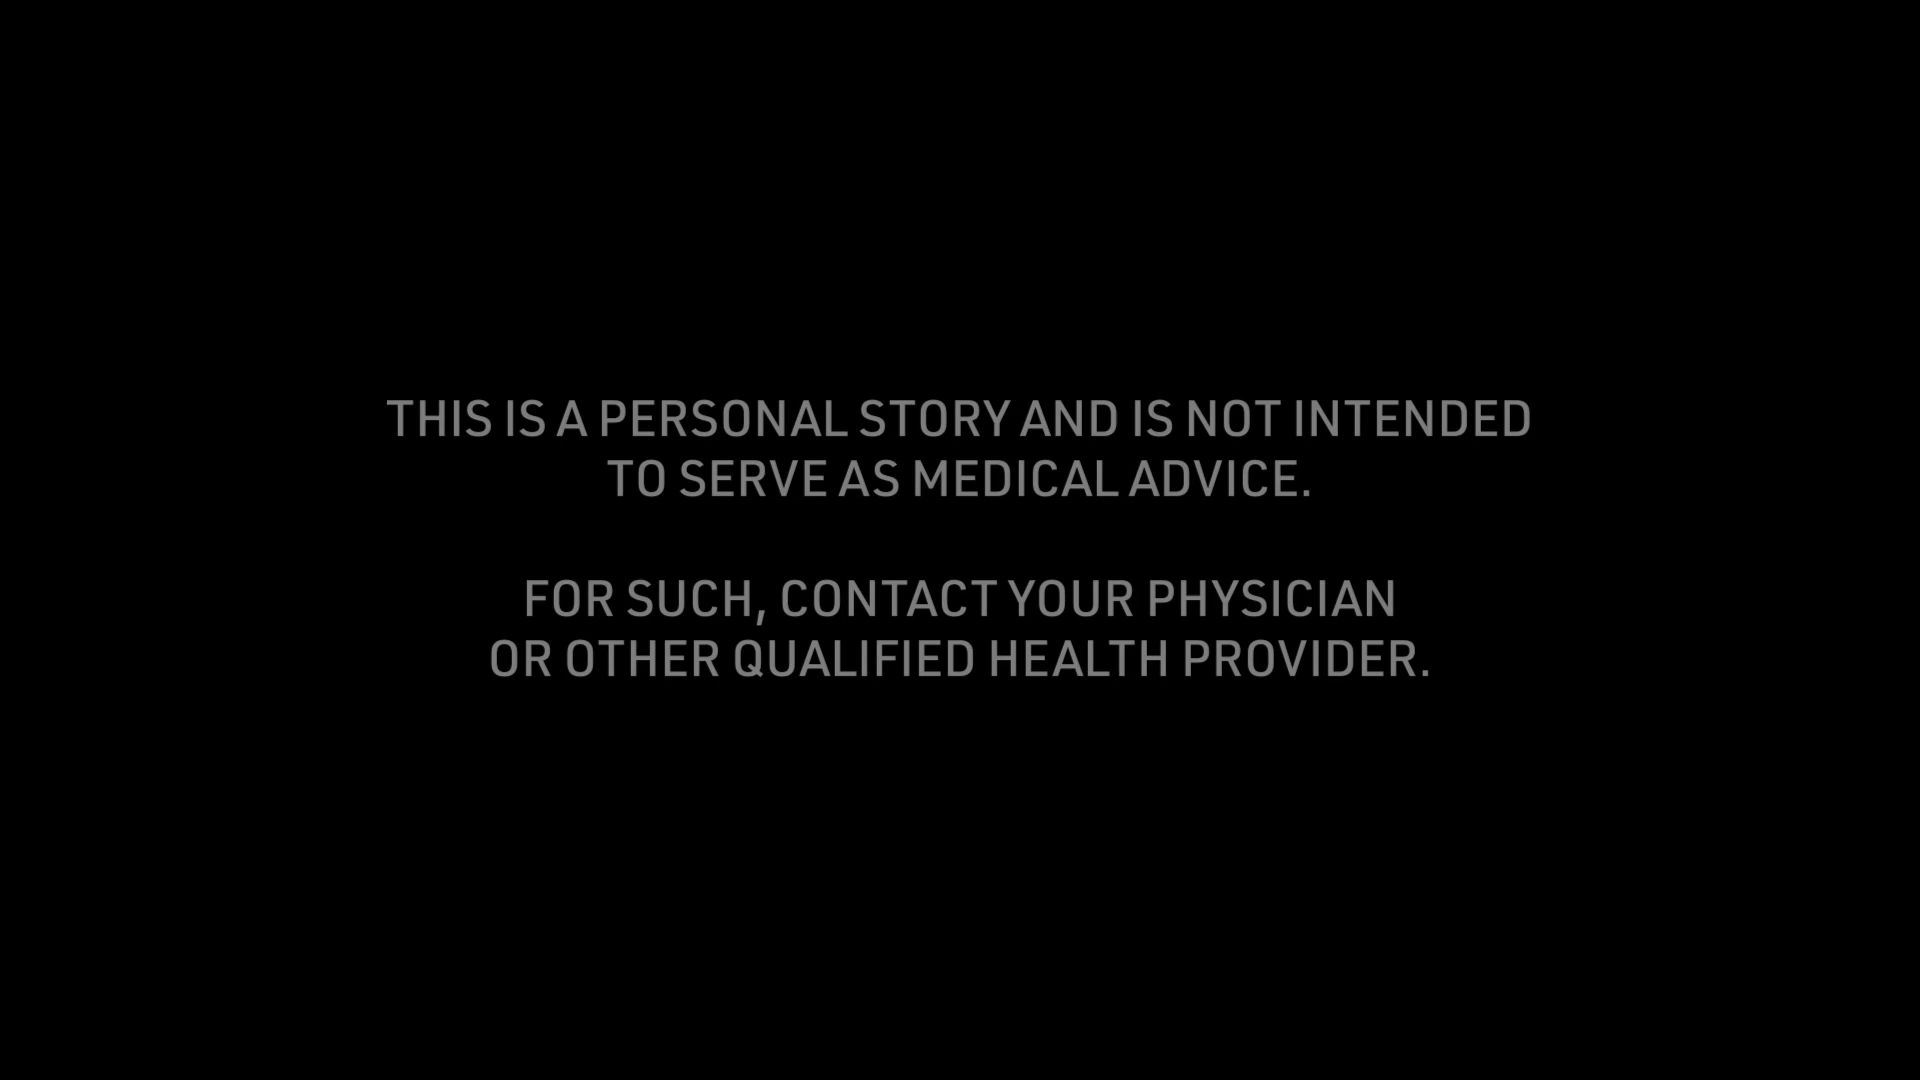 THIS IS A PERSONAL STORY AND IS NOT INTENDED
TO SERVE AS MEDICAL ADVICE.
FOR SUCH, CONTACT YOUR PHYSICIAN
OR OTHER QUALIFIED HEALTH PROVIDER.